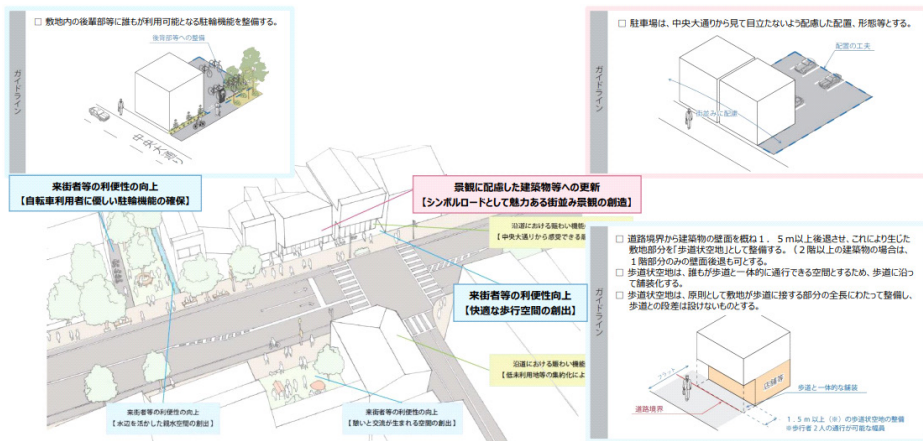 □ 敷地内の後背部等に誰もが利用可能となる駐輪機能を整備する。
ガイドライン
後背部等への整備
中央大通り
□ 駐車場は、中央大通りから見て目立たないよう配慮した配置、形態等とする。
ガイドライン
配置の工夫
街並みに配慮
来街者等の利便性の向上
【自転車利用者に優しい駐輪機能の確保】
景観に配慮した建築物等への更新
【シンボルロードとして魅力ある街並み景観の創造】
沿道における賑わい機能
【中央大通りから感空できる
来街者等の利便性向上
【快適な歩行空間の創出】
沿道における賑わい機能
【低未利用地等の集約化によ
来街者等の利便性の向上
【水辺を活かした親水空間の創出】
来街者等の利便性の向上
【憩いと交流が生まれる空間の創出】
ガイドライン
□ 道路境界から建築物の壁面を概ね1．5ｍ以上後退させ、これにより生じた
敷地部分を「歩道状空地」として整備する。（２階以上の建築物の場合は、
１階部分のみの壁面後退も可とする。
□ 歩道状空地は、誰もが歩道と一体的に通行できる空間とするため、歩道に沿っ
て舗装化する。
□ 歩道状空地は、原則として敷地が歩道に接する部分の全長にわたって整備し、
歩道との段差は設けないものとする。
フラット
店舗等
歩道と一体的な舗装
道路境界
1．5ｍ以上（※）の歩道状空地の整備
※歩行者２人の通行が可能な幅員